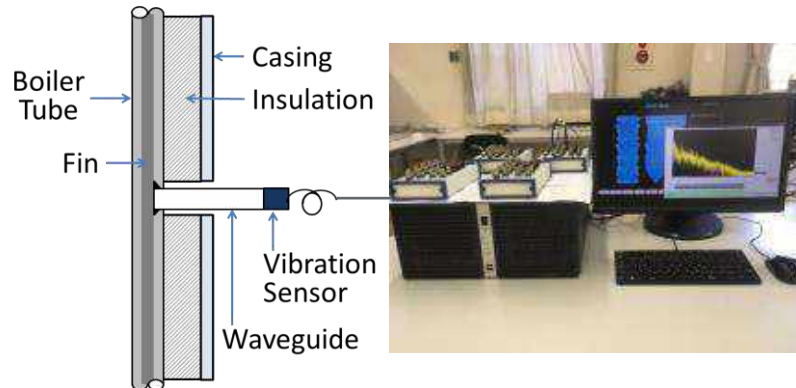 Casing
Boiler
Tube
Insulation
Fin
Vibration
Sensor
Waveguide